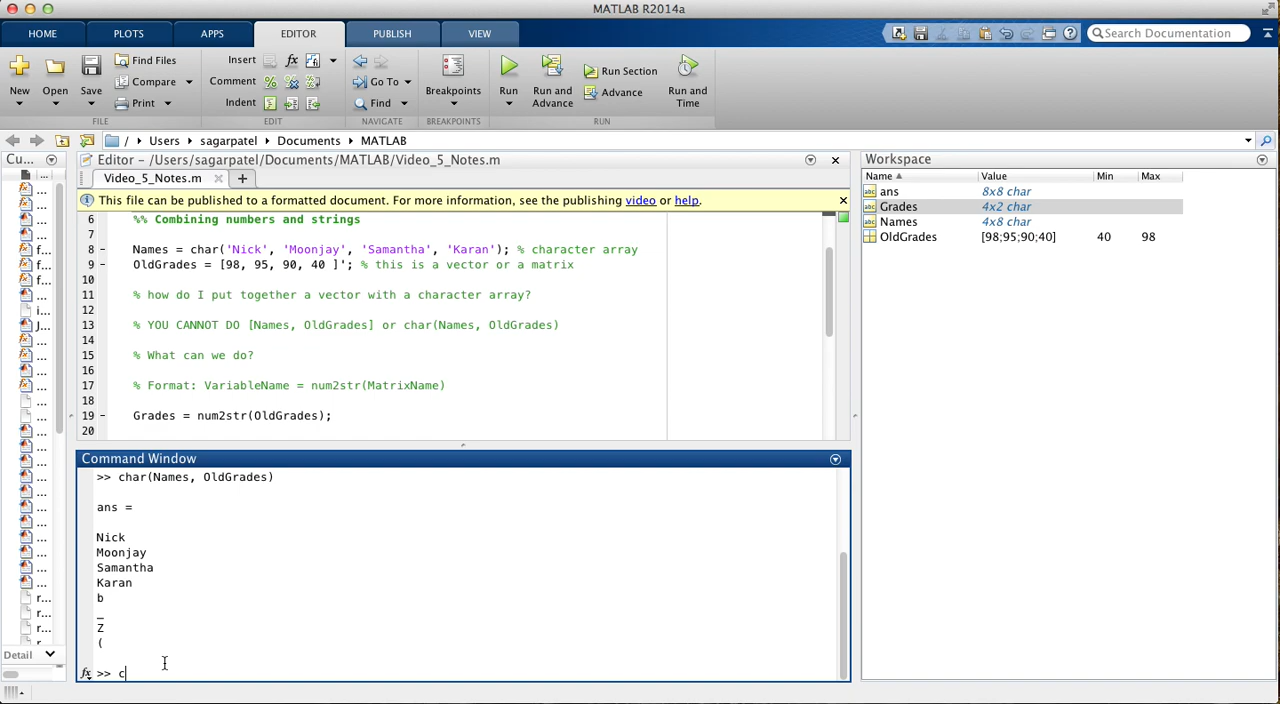 MATLAB R2014a
HOME PLOTS APPS EDITOR PUBLISH VIEW Search Documentation
New Open Save Find Files Compare Print
Insert Comment Indent
Go To Find
Breakpoints
Run Run and Advance Run Section Advance Run and Time
FILE EDIT NAVIGATE BREAKPOINTS RUN
/ Users sagarpatel Documents MATLAB
Cu...
Detail
Editor - /Users/sagarpatel/Documents/MATLAB/Video_5_Notes.m
Video_5_Notes.m
This file can be published to a formatted document. For more information, see the publishing video or help.
6 %% Combining numbers and strings
7
8 - Names = char('Nick', 'Moonjay', 'Samantha', 'Karan'); % character array
9 - OldGrades = [98, 95, 90, 40 ]'; % this is a vector or a matrix
10
11 % how do I put together a vector with a character array?
12
13 % YOU CANNOT DO [Names, OldGrades] or char(Names, OldGrades)
14
15 % What can we do?
16
17 % Format: VariableName = num2str(MatrixName)
18
19 - Grades = num2str(OldGrades);
20
Command Window
>> char(Names, OldGrades)
ans =
Nick
Moonjay
Samantha
Karan
b
_
Z
(
fx >> c
Workspace
Name Value Min Max
ans 8x8 char
Grades 4x2 char
Names 4x8 char
OldGrades [98;95;90;40] 40 98